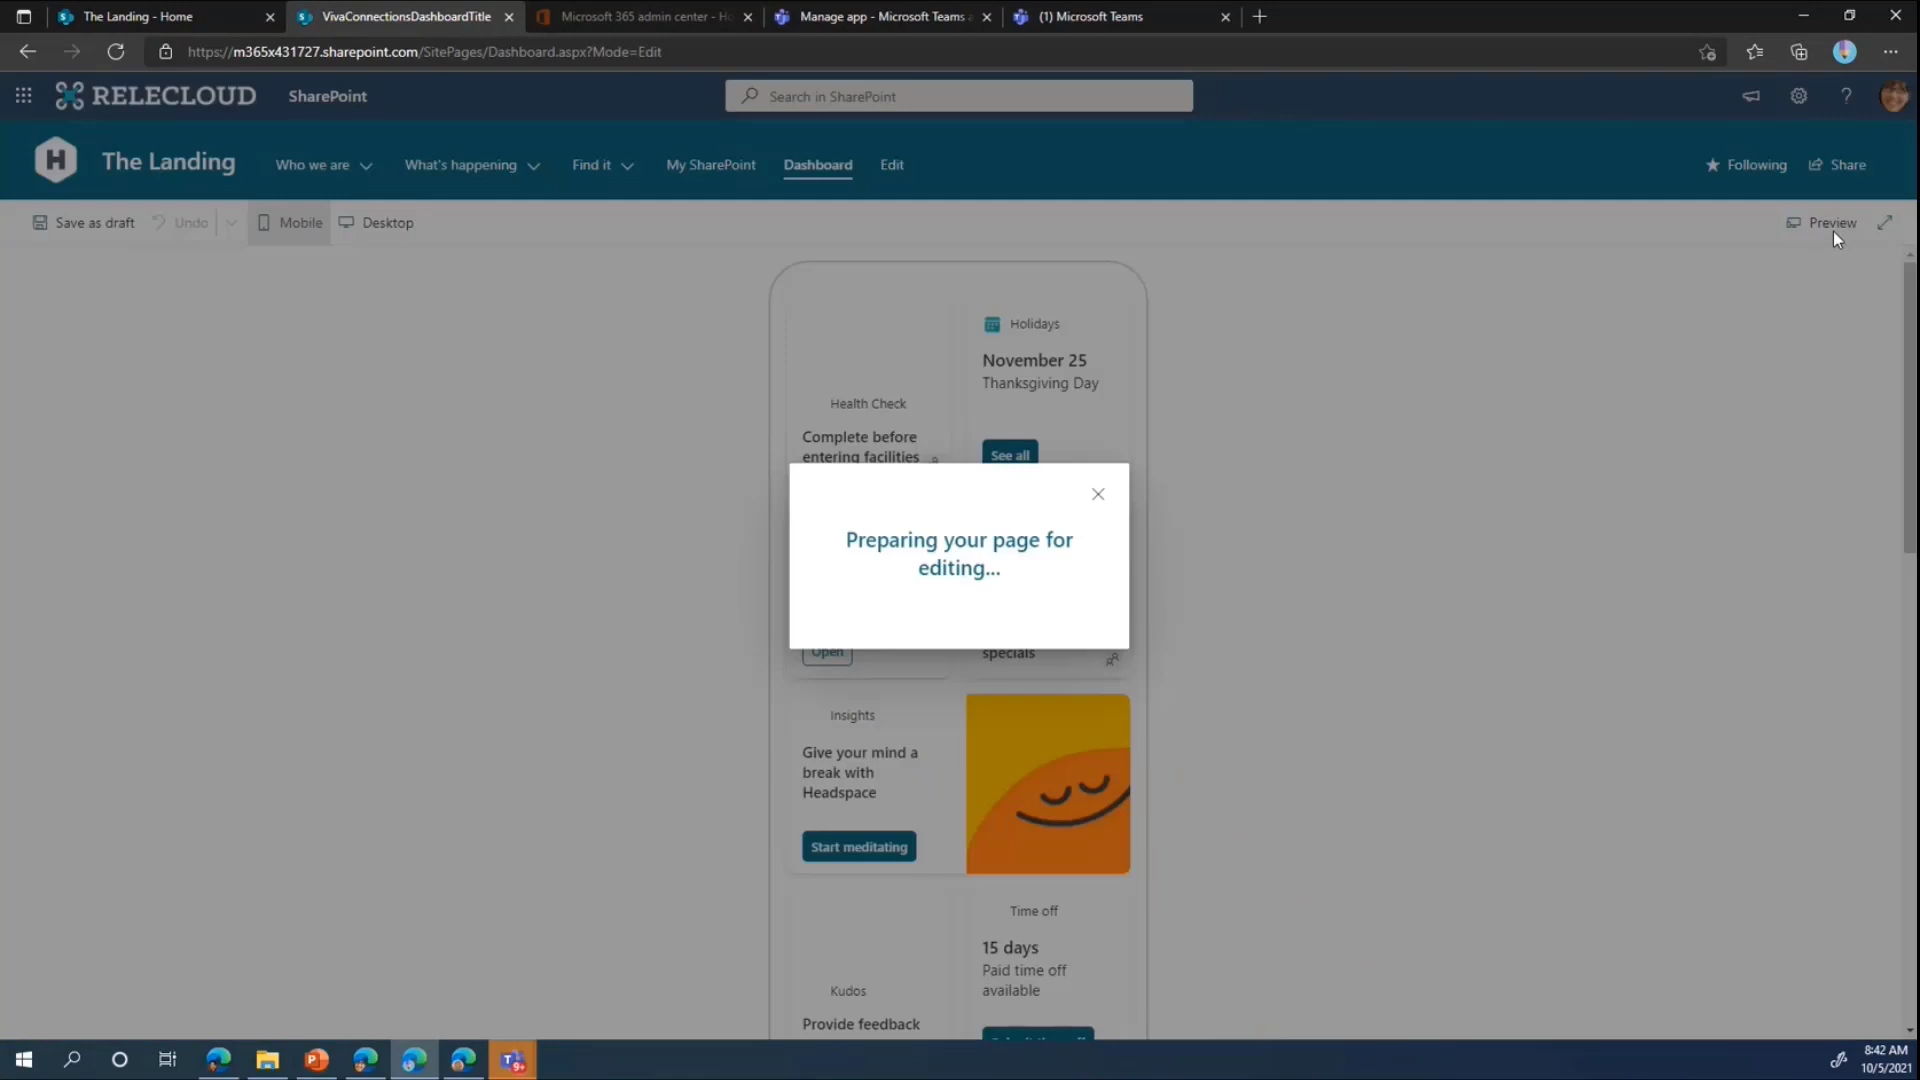 The Landing - Home
VivaConnectionsDashboardTitle
Microsoft 365 admin center - H
Manage app - Microsoft Teams
(1) Microsoft Teams
https://m365x431727.sharepoint.com/SitePages/Dashboard.aspx?Mode=Edit
RELECLOUD SharePoint
Search in SharePoint
H The Landing
Who we are
What's happening
Find it
My SharePoint
Dashboard
Edit
Following
Share
Save as draft
Undo
Mobile
Desktop
Preview
Holidays
November 25
Thanksgiving Day
See all
Health Check
Complete before
entering facilities
Preparing your page for
editing...
Open
specials
Insights
Give your mind a
break with
Headspace
Start meditating
Time off
15 days
Paid time off
available
Kudos
Provide feedback
8:42 AM
10/5/2021